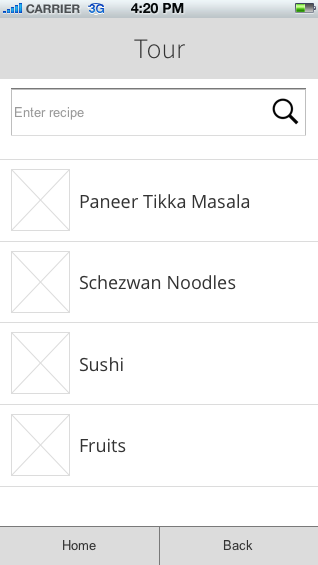 CARRIER 3G 4:20 PM
Tour
Enter recipe
Paneer Tikka Masala
Schezwan Noodles
Sushi
Fruits
Home Back